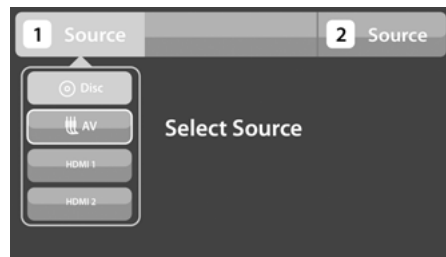 1 Source
2 Source
Disc
AV
Select Source
HDMI 1
HDMI 2